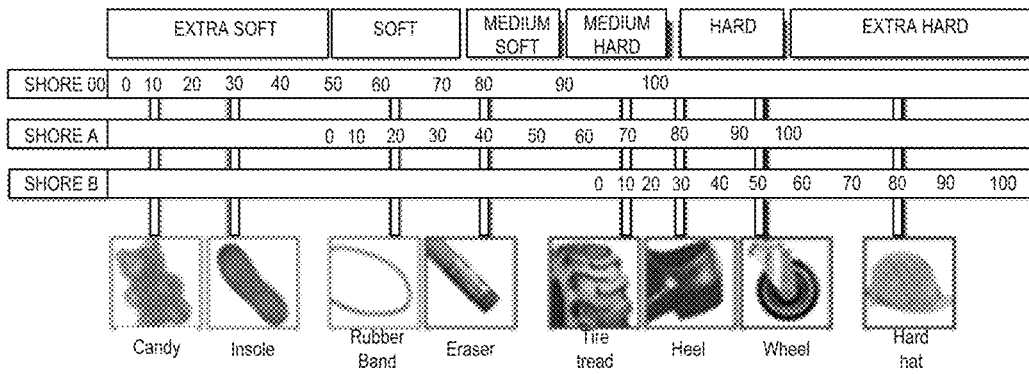 EXTRA SOFT SOFT MEDIUM SOFT MEDIUM HARD HARD EXTRA HARD
SHORE 00 0 10 20 30 40 50 60 70 80 90 100
SHORE A 0 10 20 30 40 50 60 70 80 90 100
SHORE B 0 10 20 30 40 50 60 70 80 90 100
Candy Insole Rubber Band Eraser Tire tread Heel Wheel Hard hat